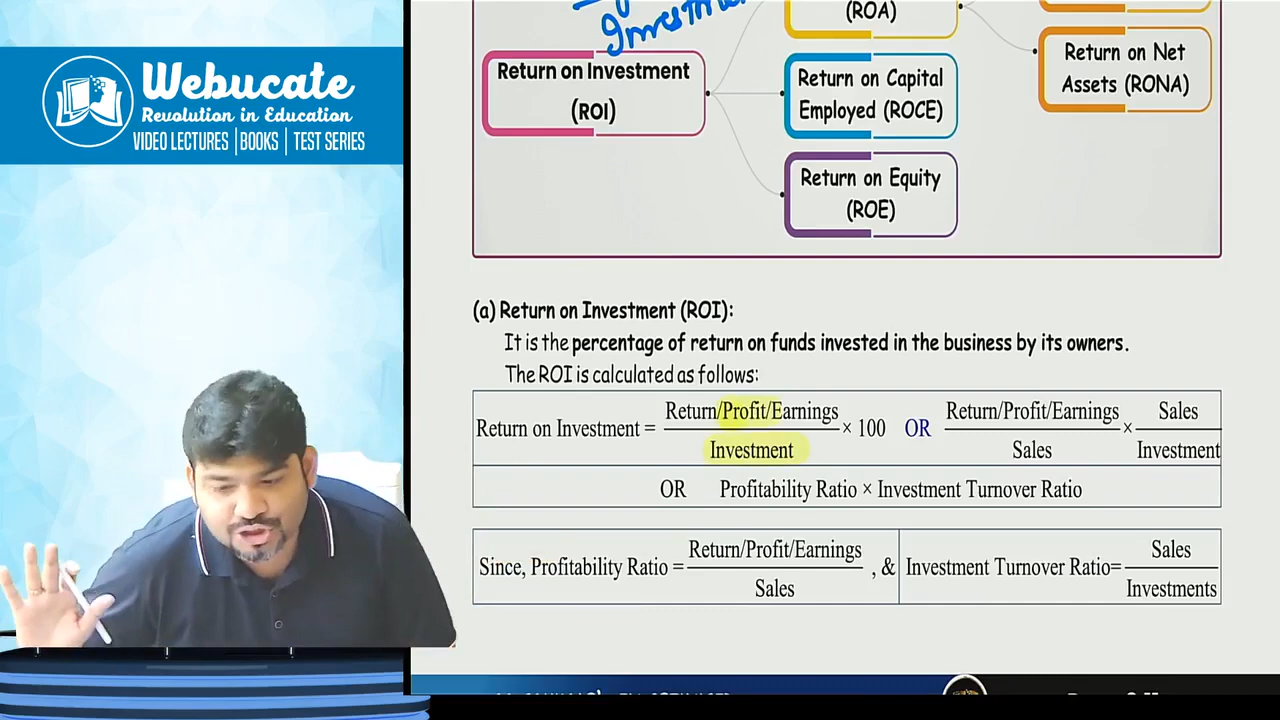 Webucate
Revolution in Education
VIDEO LECTURES | BOOKS | TEST SERIES
Investment
(ROA)
Return on Net
Assets (RONA)
Return on Investment
(ROI)
Return on Capital
Employed (ROCE)
Return on Equity
(ROE)
(a) Return on Investment (ROI):
It is the percentage of return on funds invested in the business by its owners.
The ROI is calculated as follows:
Return on Investment = Return/Profit/Earnings / Investment × 100 OR Return/Profit/Earnings / Sales × Sales / Investment
OR Profitability Ratio × Investment Turnover Ratio
Since, Profitability Ratio = Return/Profit/Earnings / Sales , & Investment Turnover Ratio= Sales / Investments